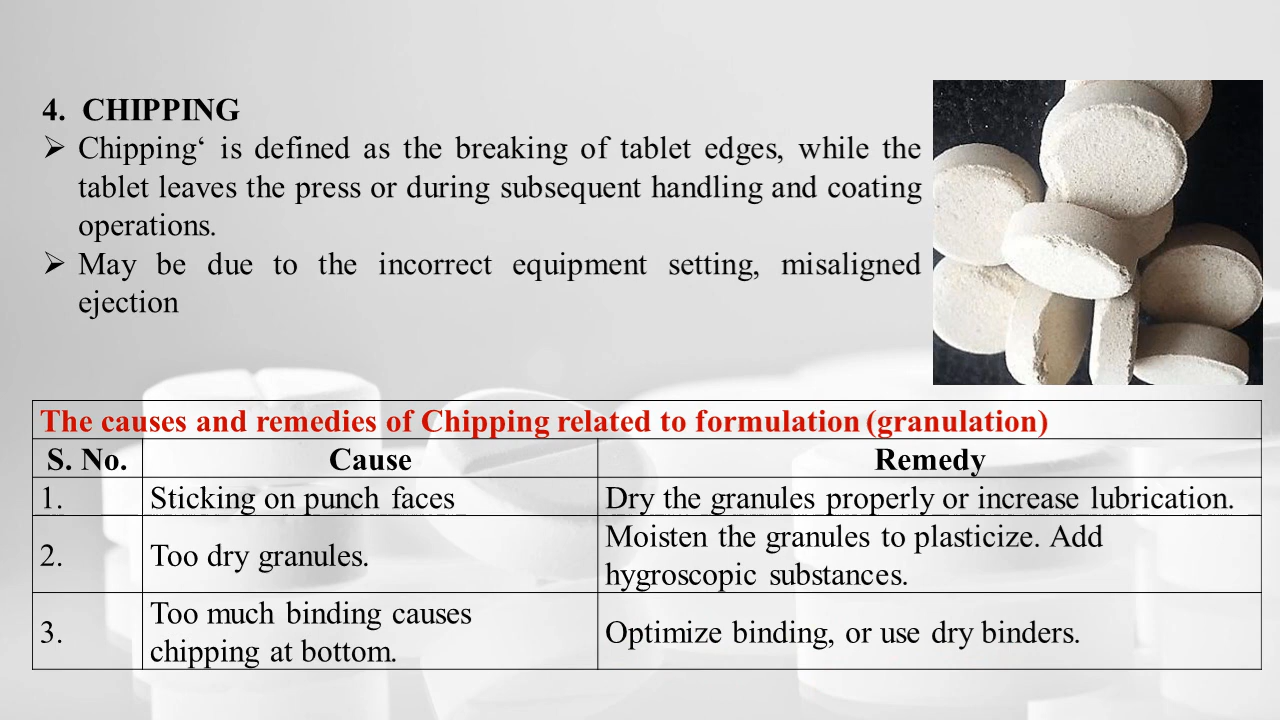 4. CHIPPING
➢ Chipping‘ is defined as the breaking of tablet edges, while the
tablet leaves the press or during subsequent handling and coating
operations.
➢ May be due to the incorrect equipment setting, misaligned
ejection
The causes and remedies of Chipping related to formulation (granulation)
S. No. Cause Remedy
1. Sticking on punch faces Dry the granules properly or increase lubrication.
2. Too dry granules. Moisten the granules to plasticize. Add
hygroscopic substances.
3. Too much binding causes
chipping at bottom. Optimize binding, or use dry binders.